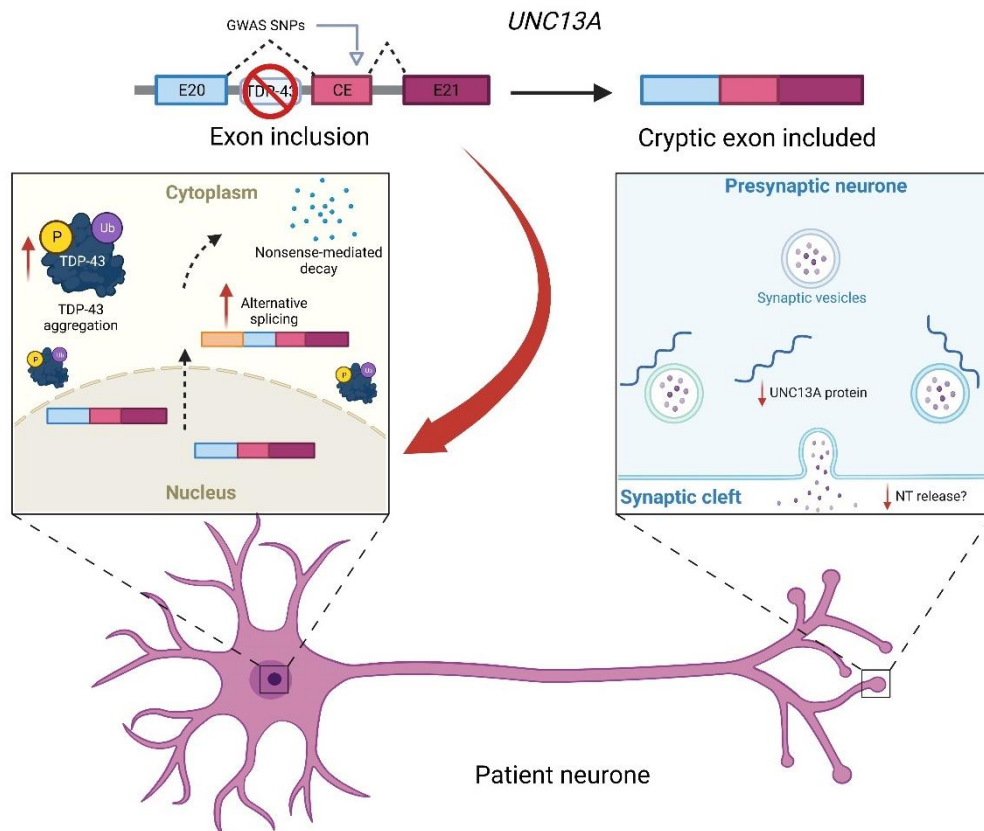 GWAS SNPs
UNC13A
E20
TDP-43
CE
E21
Exon inclusion
Cryptic exon included
Cytoplasm
P
Ub
TDP-43
TDP-43
aggregation
Nonsense-mediated
decay
Alternative
splicing
P
Ub
P
Ub
Nucleus
Presynaptic neurone
Synaptic vesicles
UNC13A protein
Synaptic cleft
NT release?
Patient neurone